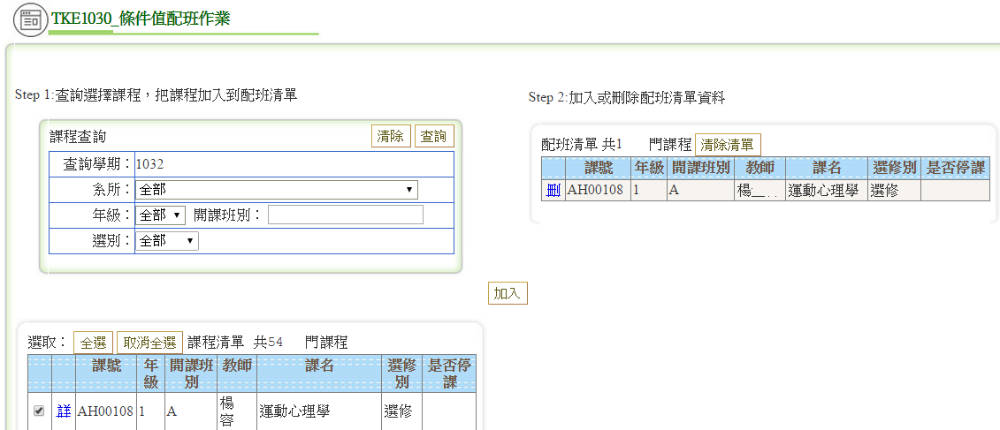 TKE1030_條件值配班作業
Step 1:查詢選擇課程，把課程加入到配班清單
課程查詢 清除 查詢
查詢學期：1032
系所：全部
年級：全部 開課班別：
選別：全部
Step 2:加入或刪除配班清單資料
配班清單 共1 門課程 清除清單
課號 年級 開課班別 教師 課名 選修別 是否停課
刪 AH00108 1 A 楊 運動心理學 選修
加入
選取： 全選 取消全選 課程清單 共54 門課程
課號 年級 開課班別 教師 課名 選修別 是否停課
詳 AH00108 1 A 楊容 運動心理學 選修